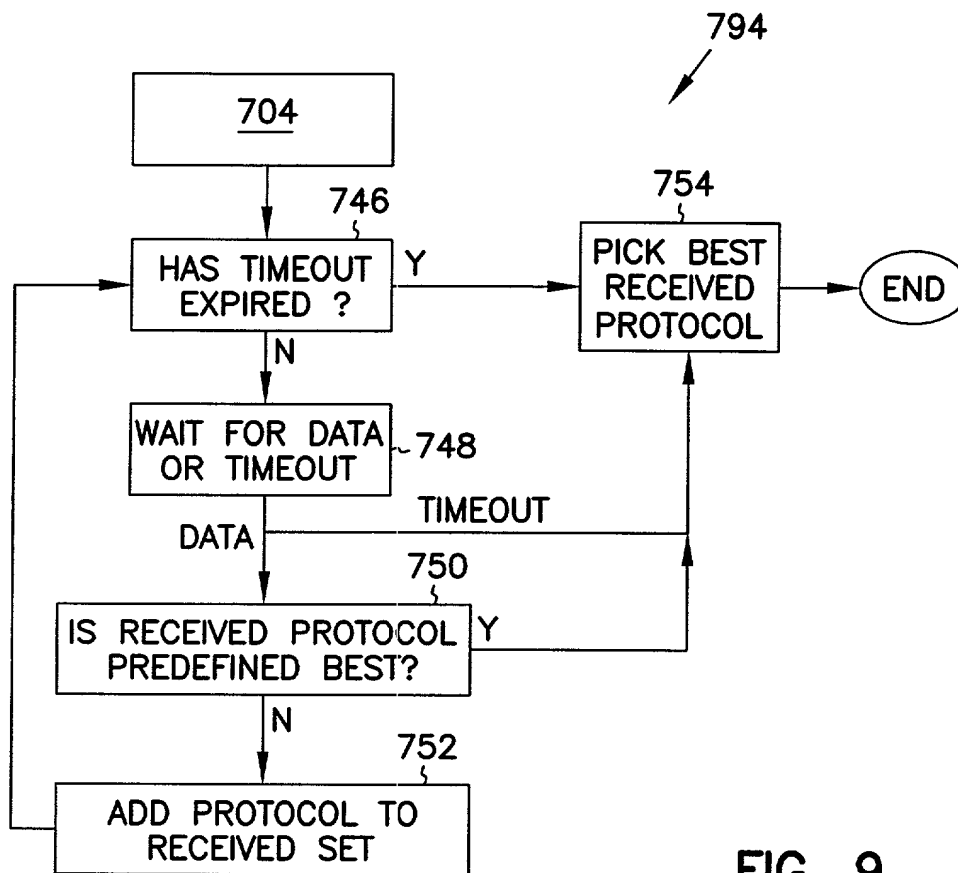 794
704
746
HAS TIMEOUT
EXPIRED ?
Y
N
754
PICK BEST
RECEIVED
PROTOCOL
END
WAIT FOR DATA
OR TIMEOUT
748
TIMEOUT
DATA
750
IS RECEIVED PROTOCOL
PREDEFINED BEST?
Y
N
752
ADD PROTOCOL TO
RECEIVED SET
FIG. 9